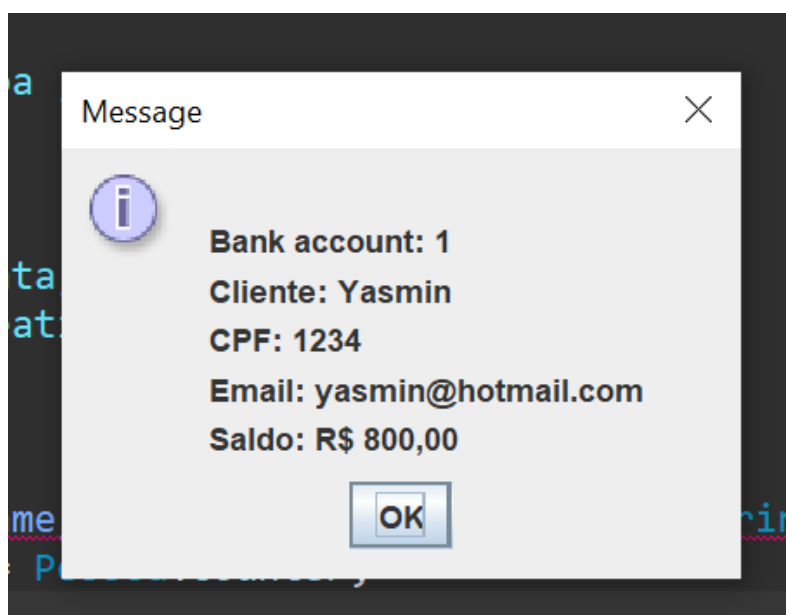 Message
Bank account: 1
Cliente: Yasmin
CPF: 1234
Email: yasmin@hotmail.com
Saldo: R$ 800,00
OK